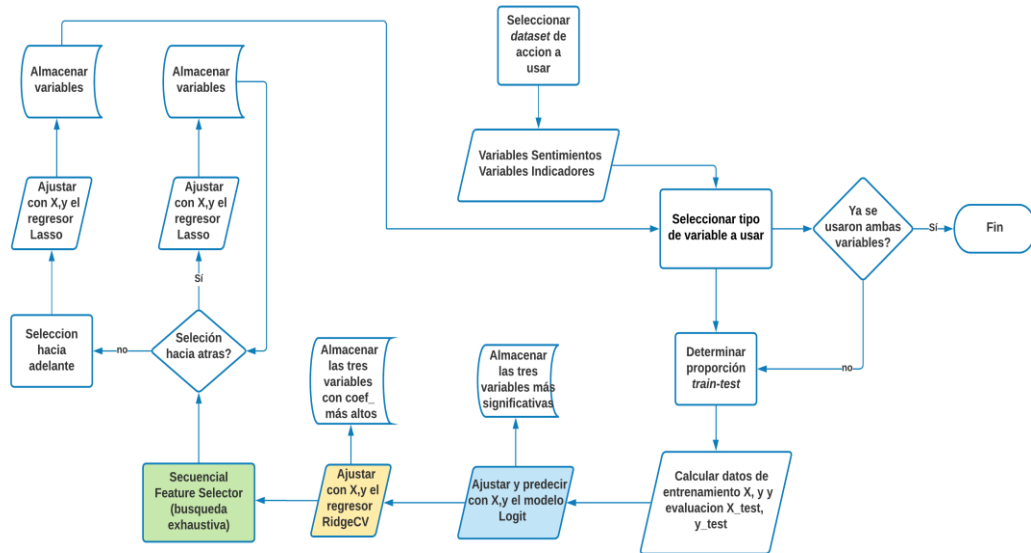 Seleccionar
dataset de
accion a
usar
Almacenar
variables
Almacenar
variables
Variables Sentimientos
Variables Indicadores
Ajustar
con X,y el
regresor
Lasso
Ajustar
con X,y el
regresor
Lasso
Seleccionar tipo
de variable a usar
Ya se
usaron ambas
variables?
Sí
Fin
Sí
Seleccion
hacia
adelante
no
Seleción
hacia atras?
Almacenar
las tres
variables
con coef_
más altos
Almacenar
las tres
variables más
significativas
Determinar
proporción
train-test
no
Secuencial
Feature Selector
(busqueda
exhaustiva)
Ajustar
con X,y el
regresor
RidgeCV
Ajustar y predecir
con X,y el modelo
Logit
Calcular datos de
entrenamiento X, y y
evaluacion X_test,
y_test